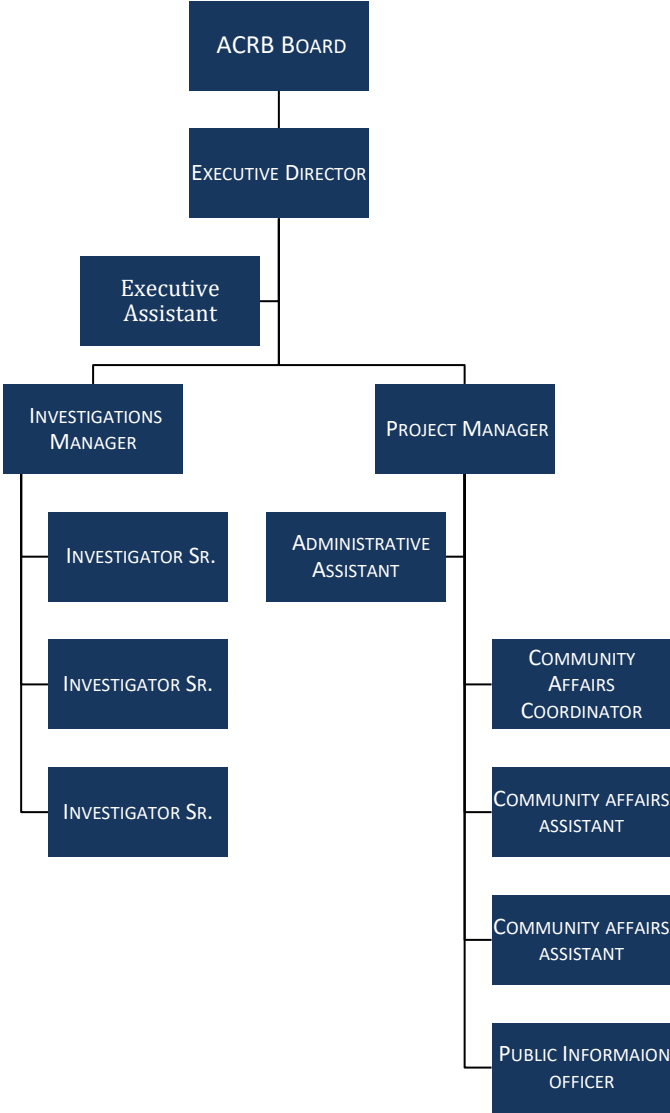 ACRB BOARD
EXECUTIVE DIRECTOR
Executive
Assistant
INVESTIGATIONS
MANAGER
PROJECT MANAGER
INVESTIGATOR SR.
ADMINISTRATIVE
ASSISTANT
INVESTIGATOR SR.
COMMUNITY
AFFAIRS
COORDINATOR
INVESTIGATOR SR.
COMMUNITY AFFAIRS
ASSISTANT
COMMUNITY AFFAIRS
ASSISTANT
PUBLIC INFORMAION
OFFICER